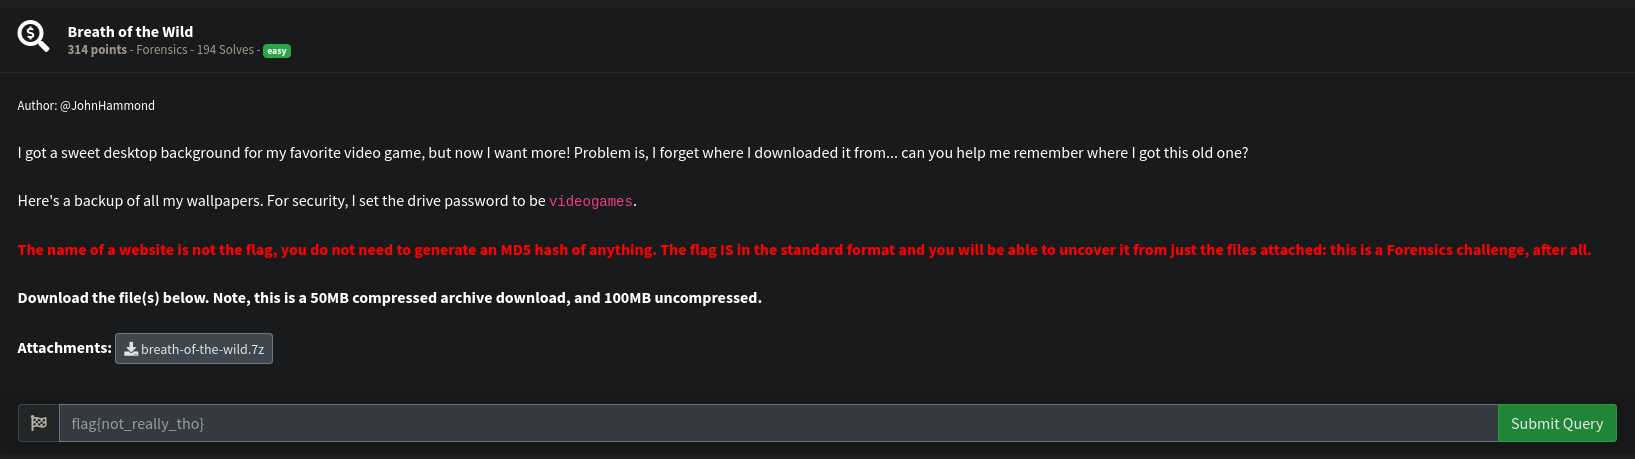 Breath of the Wild
314 points - Forensics - 194 Solves - easy
Author: @JohnHammond
I got a sweet desktop background for my favorite video game, but now I want more! Problem is, I forget where I downloaded it from... can you help me remember where I got this old one?
Here's a backup of all my wallpapers. For security, I set the drive password to be videogames.
The name of a website is not the flag, you do not need to generate an MD5 hash of anything. The flag IS in the standard format and you will be able to uncover it from just the files attached: this is a Forensics challenge, after all.
Download the file(s) below. Note, this is a 50MB compressed archive download, and 100MB uncompressed.
Attachments: breath-of-the-wild.7z
flag{not_really_tho} Submit Query